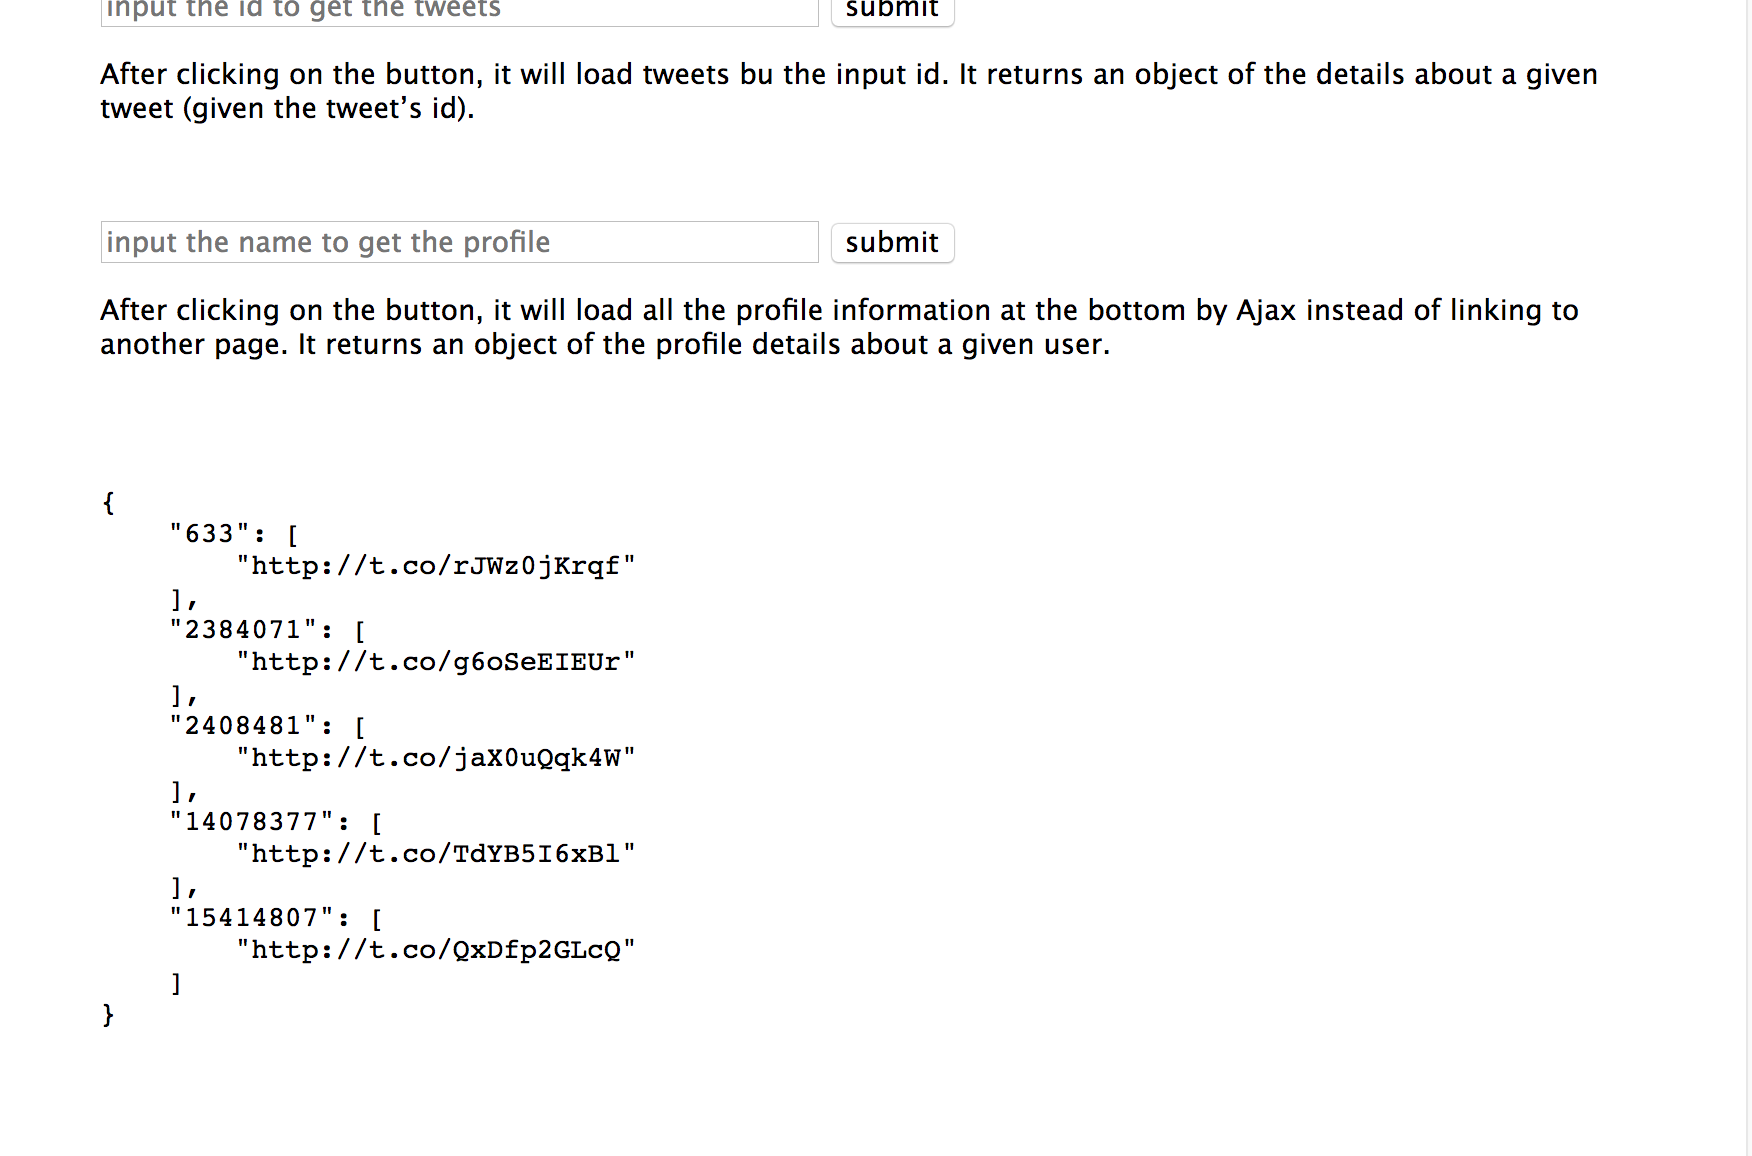 input the id to get the tweets submit
After clicking on the button, it will load tweets bu the input id. It returns an object of the details about a given
tweet (given the tweet’s id).
input the name to get the profile submit
After clicking on the button, it will load all the profile information at the bottom by Ajax instead of linking to
another page. It returns an object of the profile details about a given user.
{
    "633": [
        "http://t.co/rJWz0jKrqf"
    ],
    "2384071": [
        "http://t.co/g6oSeEIEUr"
    ],
    "2408481": [
        "http://t.co/jaX0uQqk4W"
    ],
    "14078377": [
        "http://t.co/TdYB5I6xBl"
    ],
    "15414807": [
        "http://t.co/QxDfp2GLcQ"
    ]
}